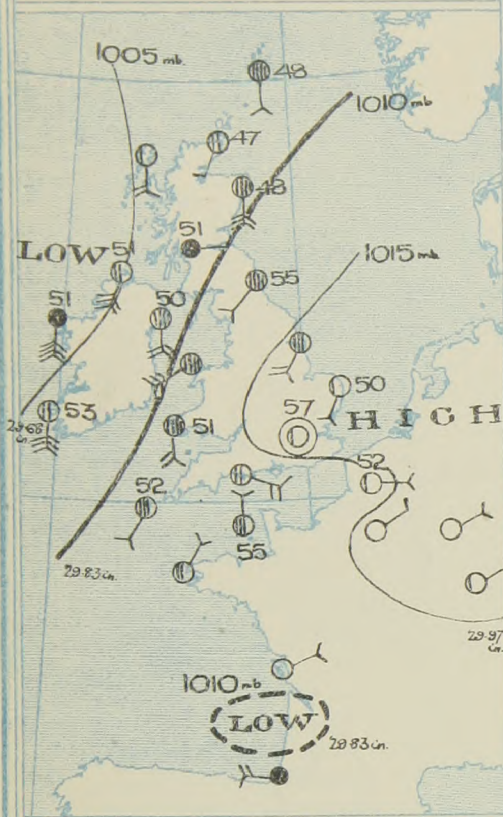 1005 mb.
48
1010 mb
47
48
51
LOW
51
1015 mb.
55
51
50
50
57
HIGH
53
29·68 in.
51
52
52
55
29·83 in.
29·97 in.
1010 mb
LOW
29·83 in.